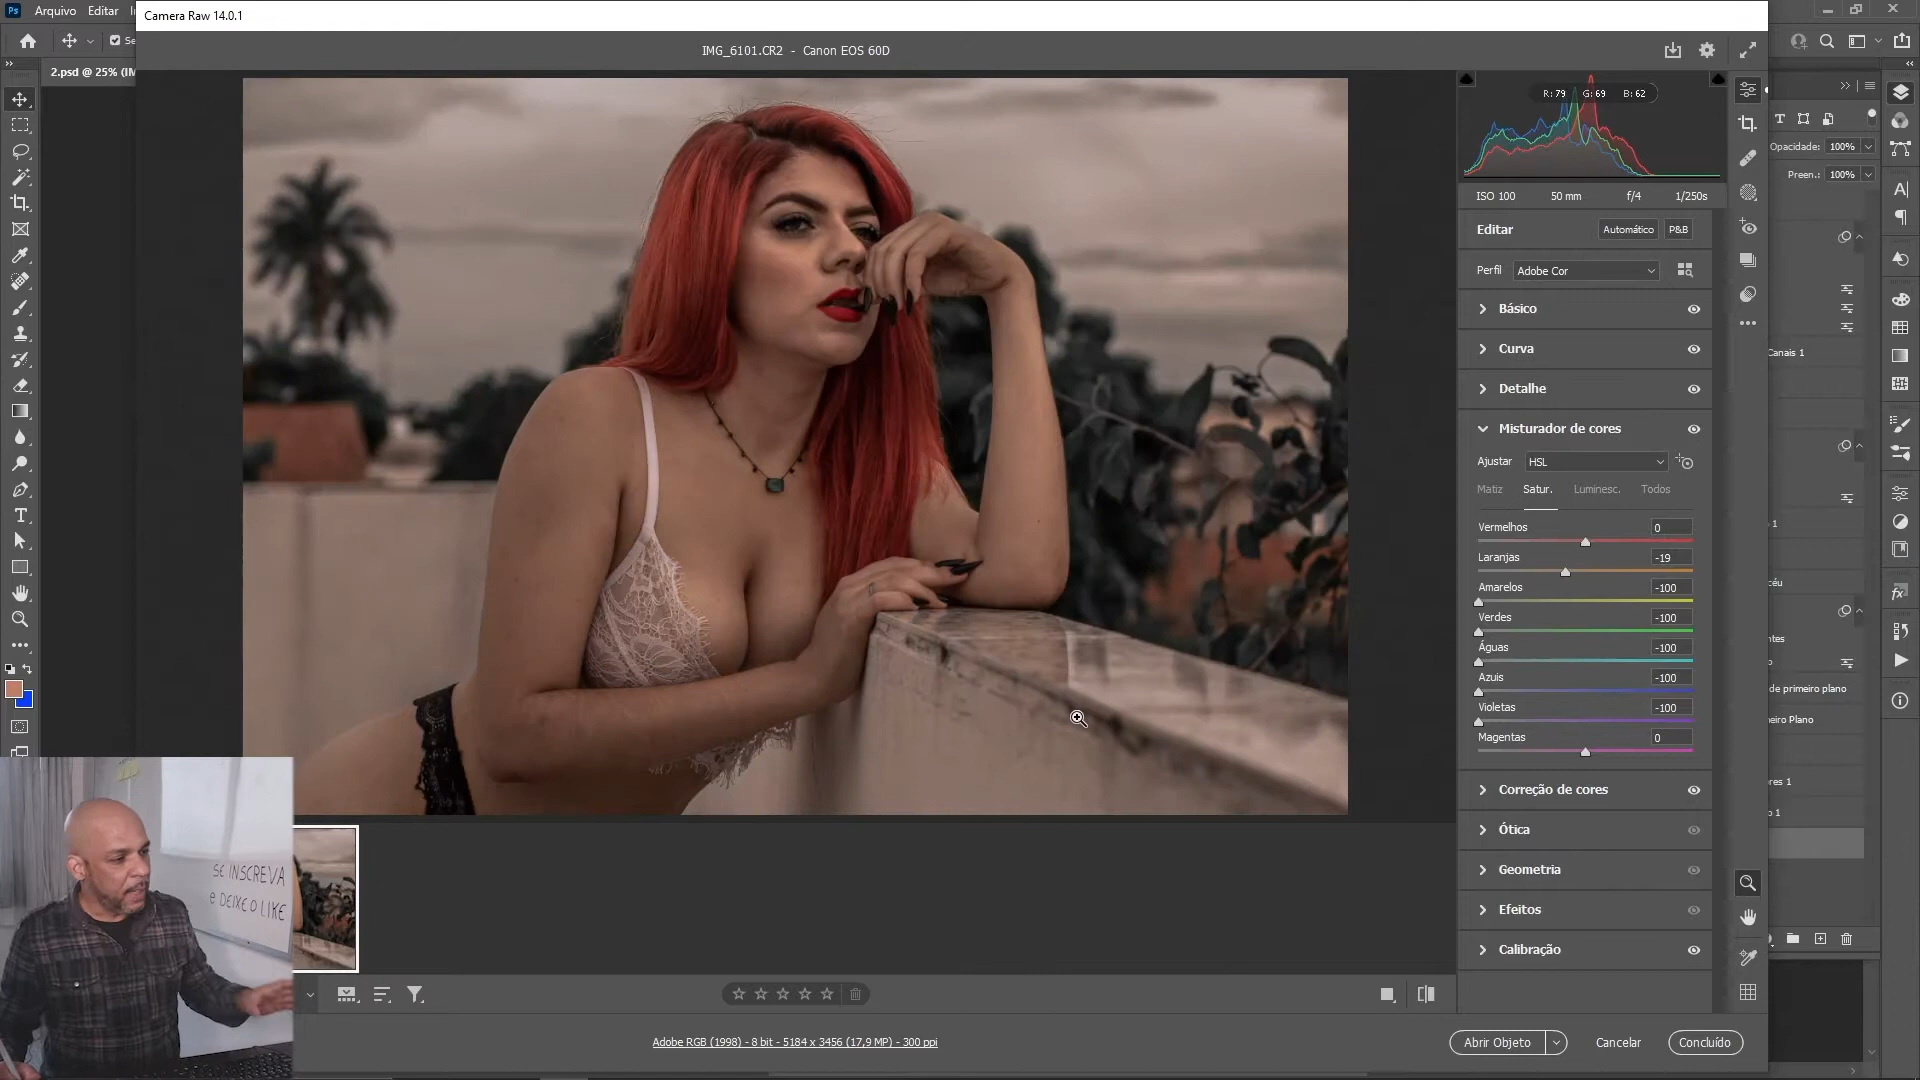 Ps
Arquivo
Editar
Camera Raw 14.0.1
IMG_6101.CR2 - Canon EOS 60D
2.psd @ 25% (IM
R: 79 G: 69 B: 62
ISO 100 50 mm f/4 1/250s
Editar
Automático
P&B
Perfil
Adobe Cor
Básico
Curva
Detalhe
Misturador de cores
Ajustar
HSL
Matiz Satur. Luminesc. Todos
Vermelhos 0
Laranjas -19
Amarelos -100
Verdes -100
Águas -100
Azuis -100
Violetas -100
Magentas 0
Correção de cores
Ótica
Geometria
Efeitos
Calibração
Opacidade: 100%
Preen.: 100%
Canais 1
céu
de primeiro plano
SE INSCREVA
e DEIXE O LIKE
Adobe RGB (1998) - 8 bit - 5184 x 3456 (17,9 MP) - 300 ppi
Abrir Objeto
Cancelar
Concluído